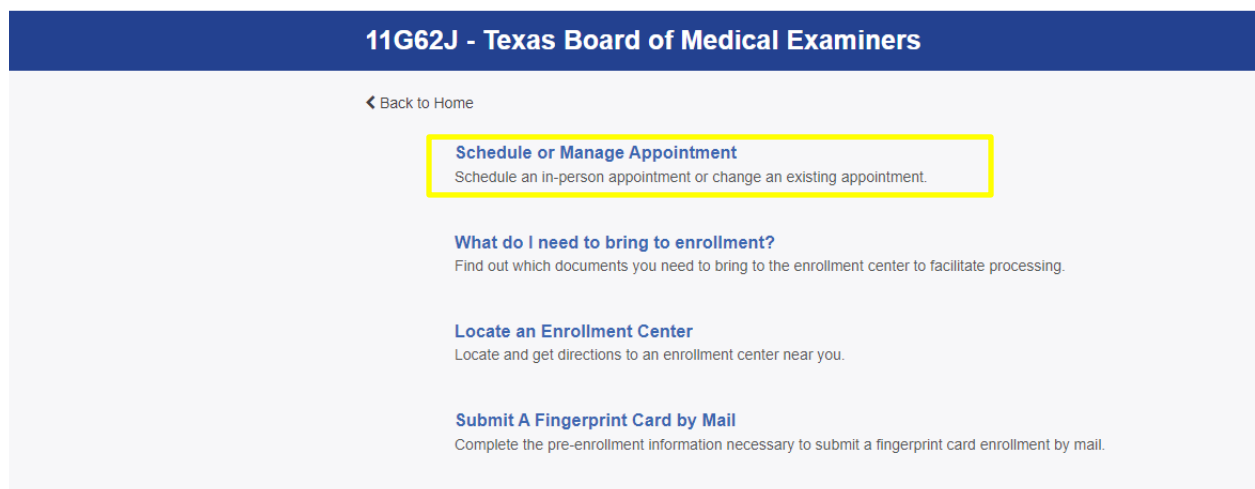 11G62J - Texas Board of Medical Examiners
Back to Home
Schedule or Manage Appointment
Schedule an in-person appointment or change an existing appointment.
What do I need to bring to enrollment?
Find out which documents you need to bring to the enrollment center to facilitate processing.
Locate an Enrollment Center
Locate and get directions to an enrollment center near you.
Submit A Fingerprint Card by Mail
Complete the pre-enrollment information necessary to submit a fingerprint card enrollment by mail.